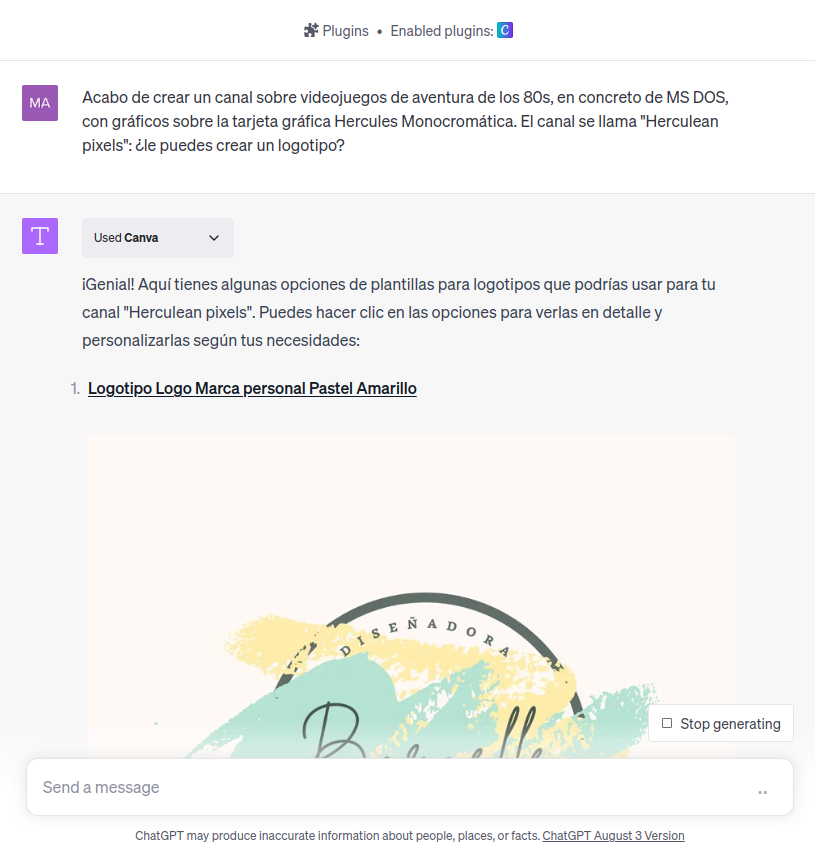 Plugins • Enabled plugins:
MA
Acabo de crear un canal sobre videojuegos de aventura de los 80s, en concreto de MS DOS,
con gráficos sobre la tarjeta gráfica Hercules Monocromática. El canal se llama "Herculean
pixels": ¿le puedes crear un logotipo?
T
Used Canva
¡Genial! Aquí tienes algunas opciones de plantillas para logotipos que podrías usar para tu
canal "Herculean pixels". Puedes hacer clic en las opciones para verlas en detalle y
personalizarlas según tus necesidades:
1. Logotipo Logo Marca personal Pastel Amarillo
DISEÑADORA
Stop generating
Send a message
ChatGPT may produce inaccurate information about people, places, or facts. ChatGPT August 3 Version